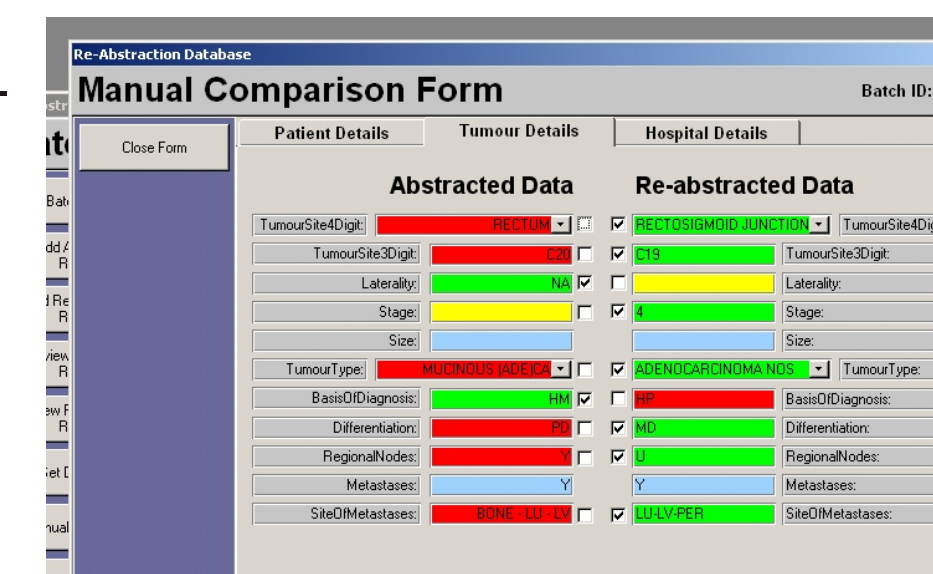 Re-Abstraction Database
Manual Comparison Form
Batch ID:
Close Form
Patient Details Tumour Details Hospital Details
Abstracted Data Re-abstracted Data
TumourSite4Digit: RECTUM RECTOSIGMOID JUNCTION TumourSite4Di
TumourSite3Digit: C20 C19 TumourSite3Digit:
Laterality: NA Laterality:
Stage: 4 Stage:
Size: Size:
TumourType: MUCINOUS (ADE)CA ADENOCARCINOMA NOS TumourType:
BasisOfDiagnosis: HM HP BasisOfDiagnosis:
Differentiation: PD MD Differentiation:
RegionalNodes: Y U RegionalNodes:
Metastases: Y Y Metastases:
SiteOfMetastases: BONE - LU - LV LU-LV-PER SiteOfMetastases: